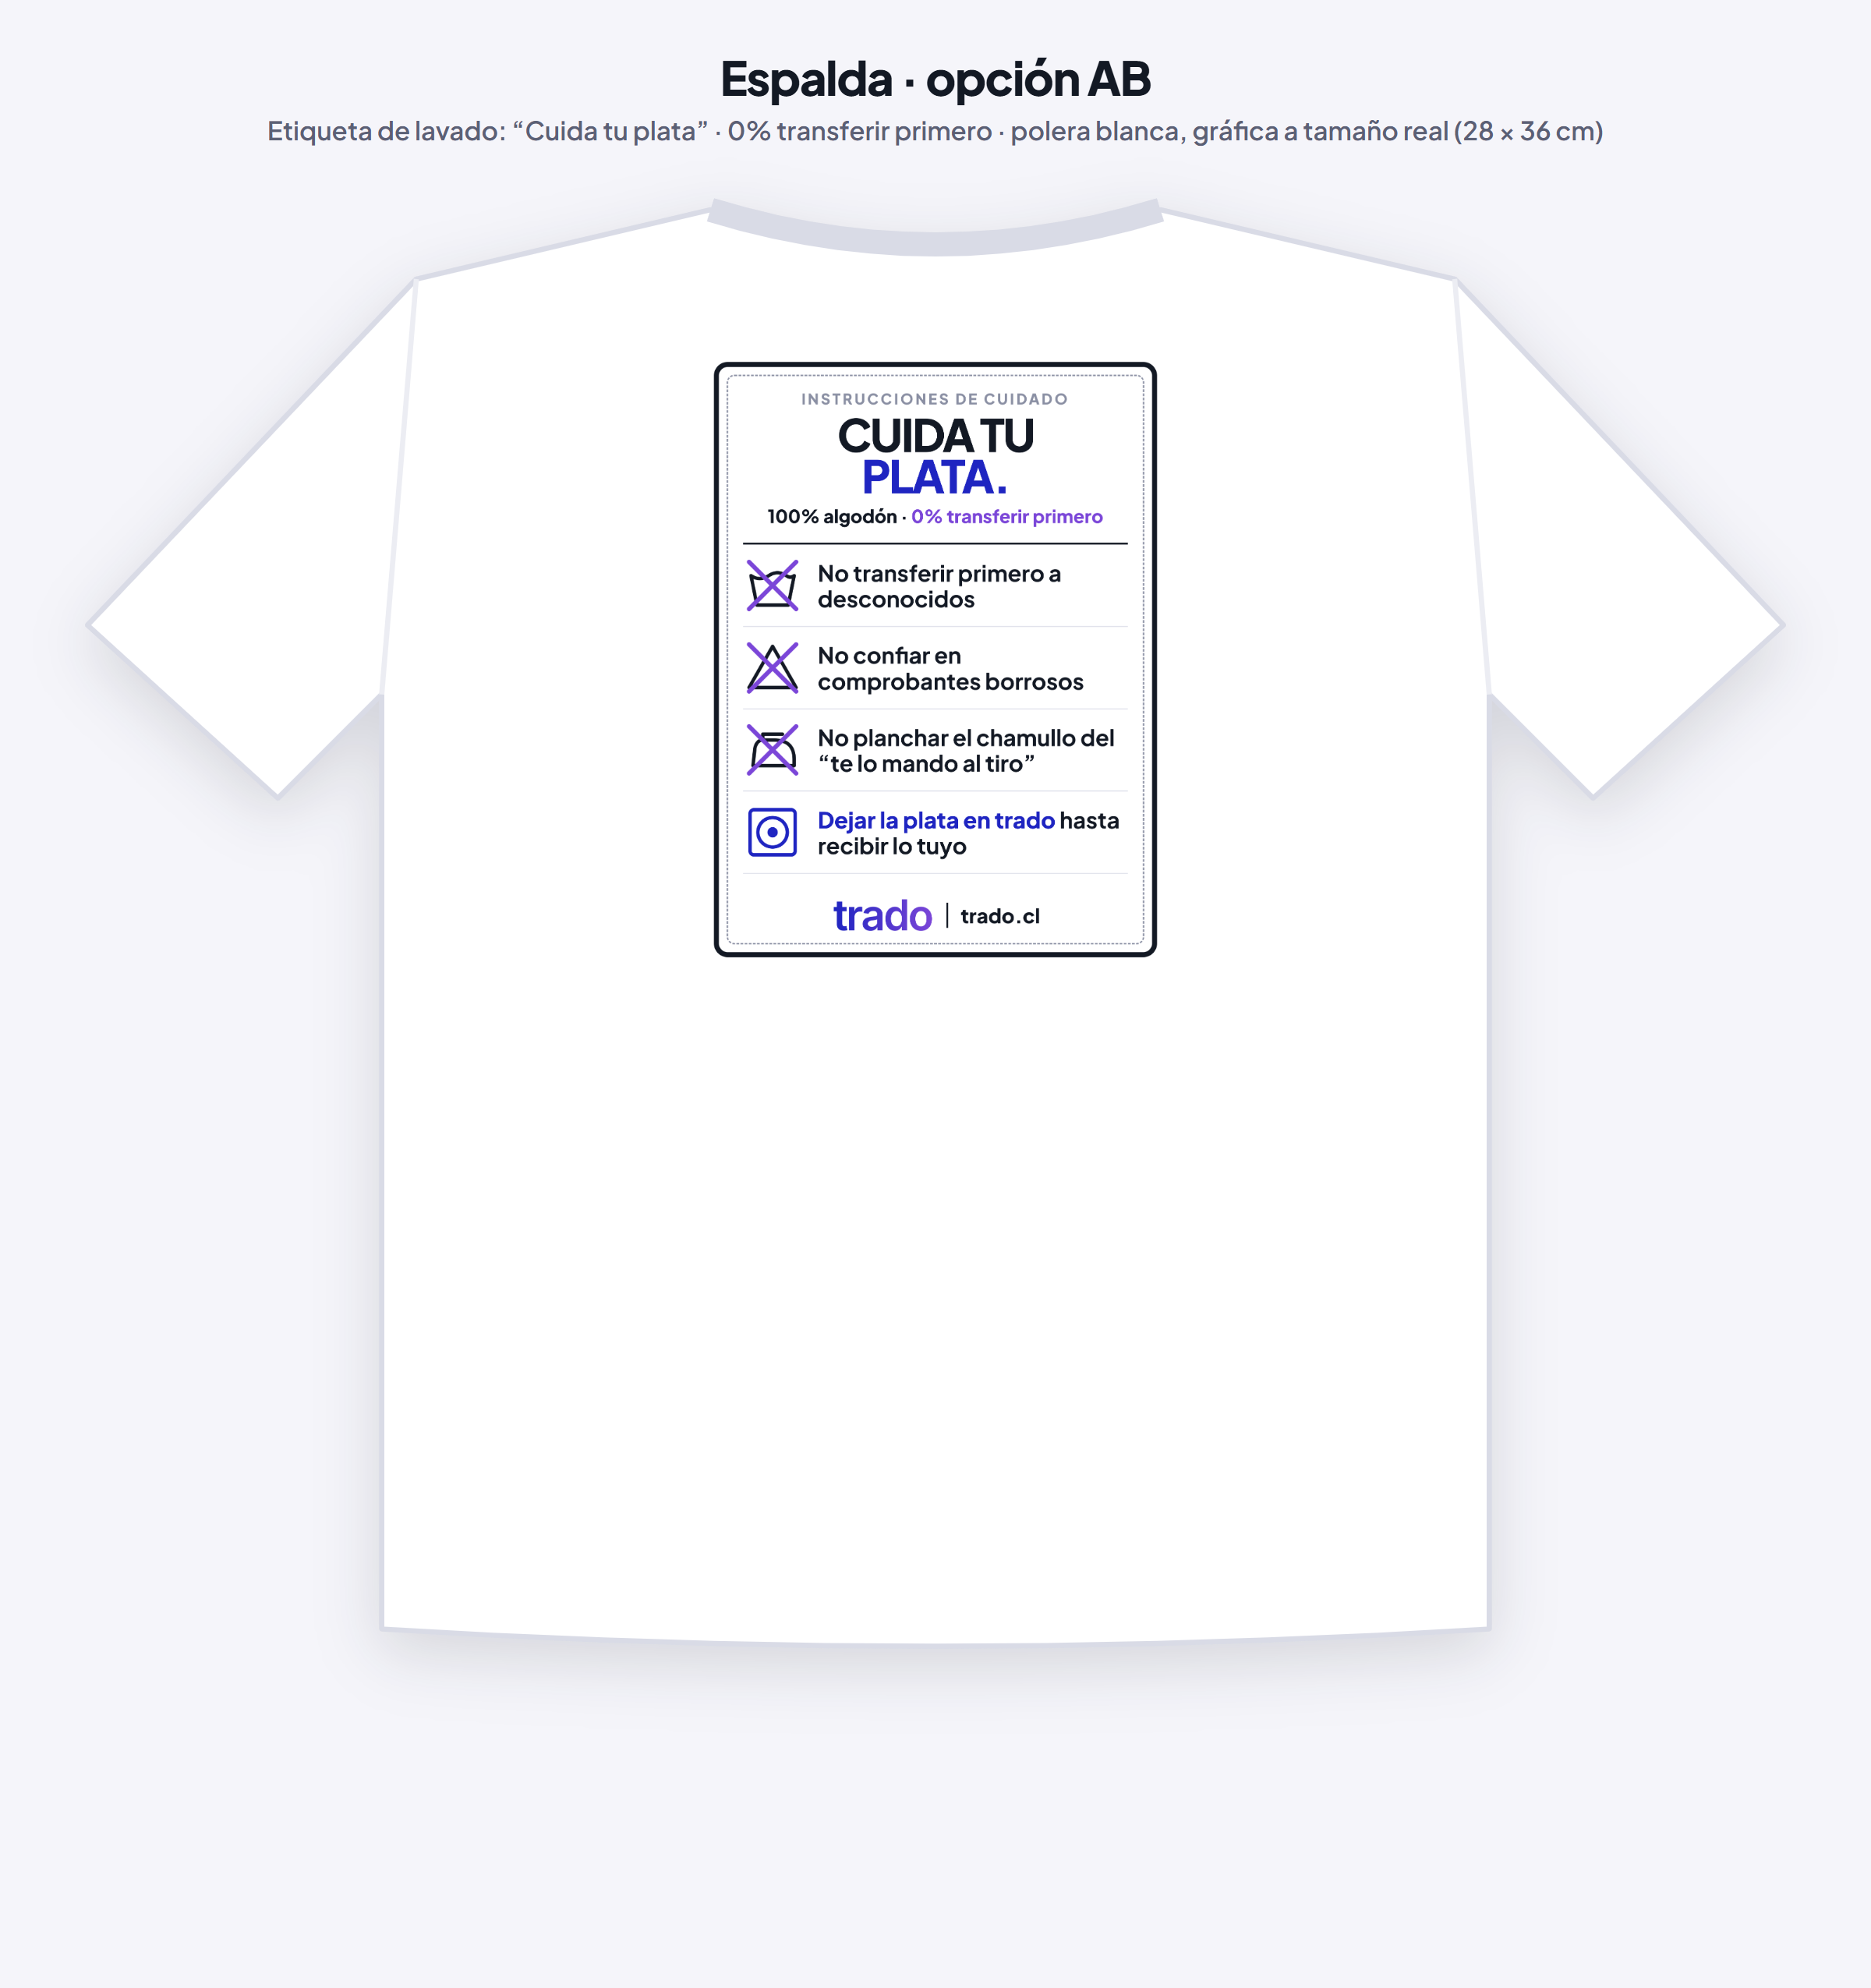 Espalda · opción AB
Etiqueta de lavado: “Cuida tu plata” · 0% transferir primero · polera blanca, gráfica a tamaño real (28 × 36 cm)
INSTRUCCIONES DE CUIDADO
CUIDA TU
PLATA.
100% algodón · 0% transferir primero
No transferir primero a
desconocidos
No confiar en
comprobantes borrosos
No planchar el chamullo del
“te lo mando al tiro”
Dejar la plata en trado hasta
recibir lo tuyo
trado | trado.cl